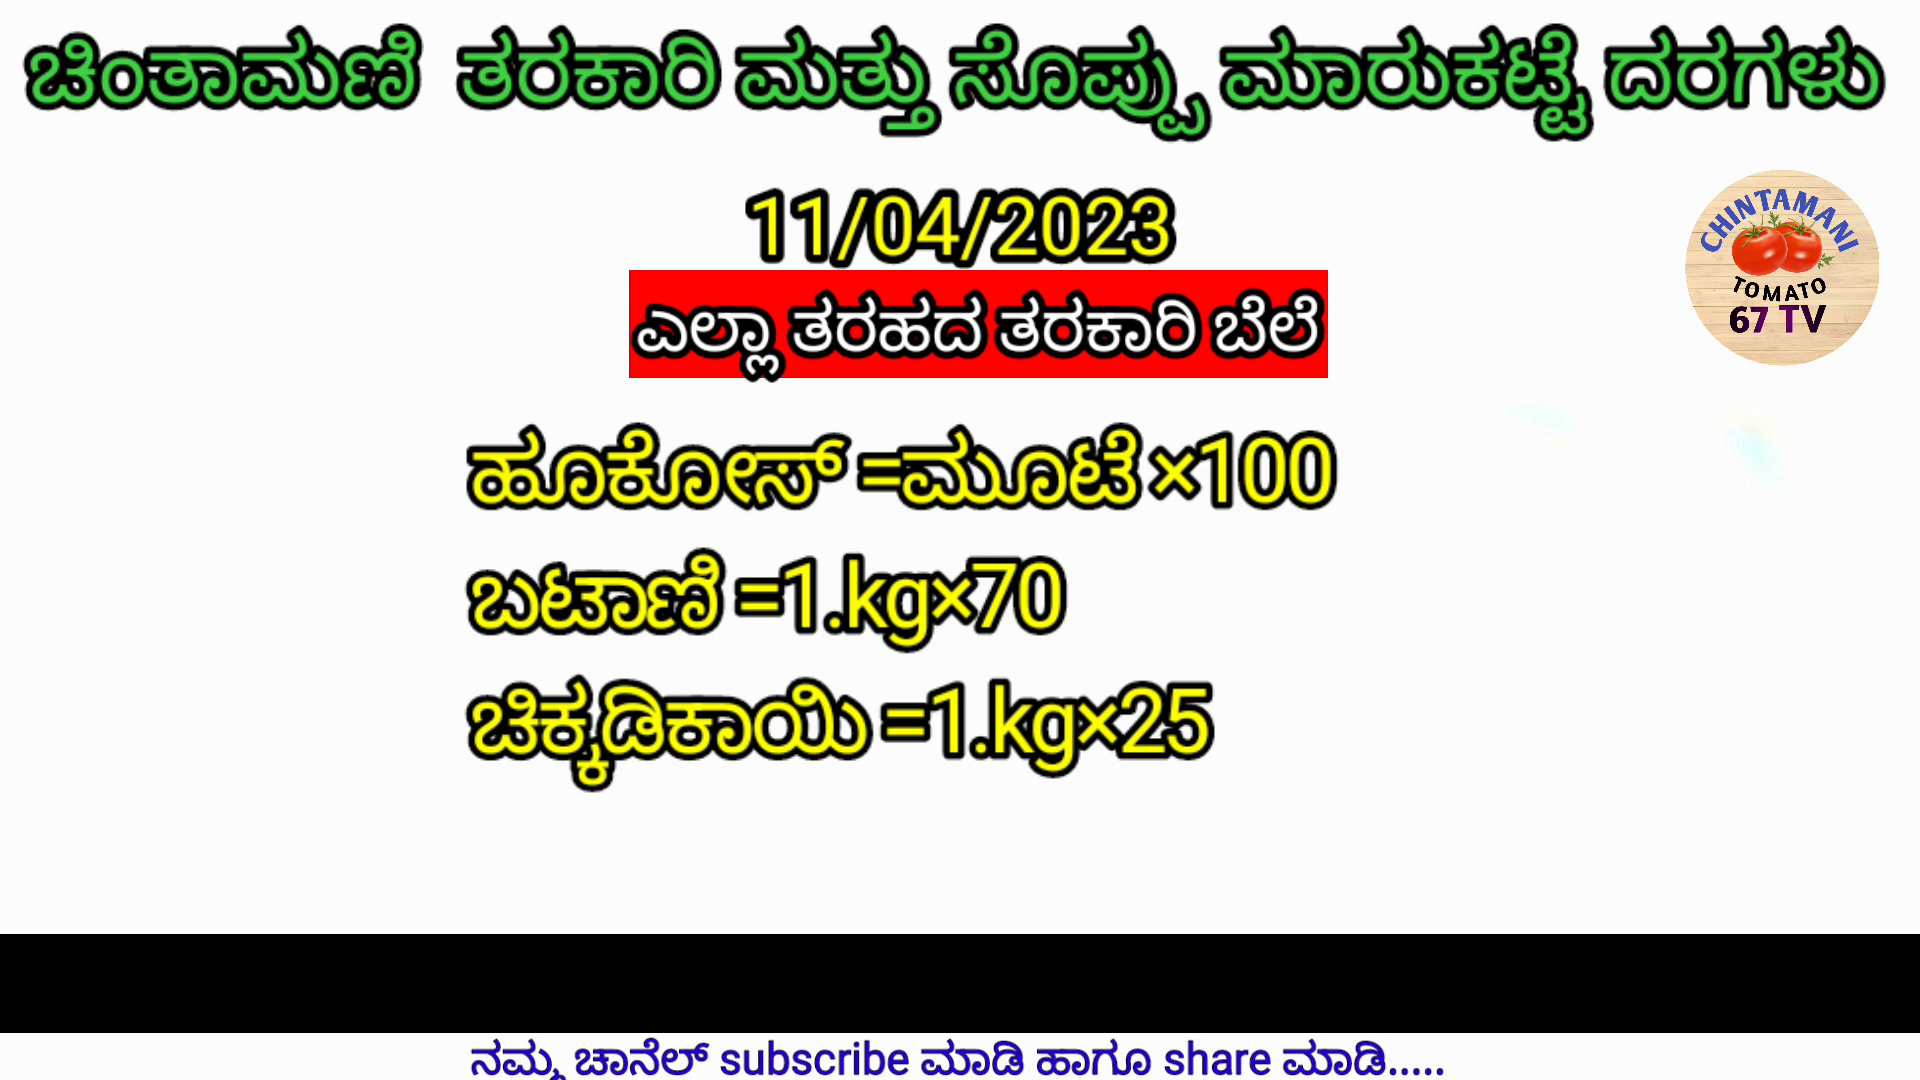 ಚಿಂತಾಮಣಿ ತರಕಾರಿ ಮತ್ತು ಸೊಪ್ಪು ಮಾರುಕಟ್ಟೆ ದರಗಳು
11/04/2023
CHINTAMANI
TOMATO
67 TV
ಎಲ್ಲಾ ತರಹದ ತರಕಾರಿ ಬೆಲೆ
ಹೂಕೋಸ್ =ಮೂಟೆ ×100
ಬಟಾಣಿ =1.kg×70
ಚಿಕ್ಕಡಿಕಾಯಿ =1.kg×25
ನಮ್ಮ ಚಾನೆಲ್ subscribe ಮಾಡಿ ಹಾಗೂ share ಮಾಡಿ.....